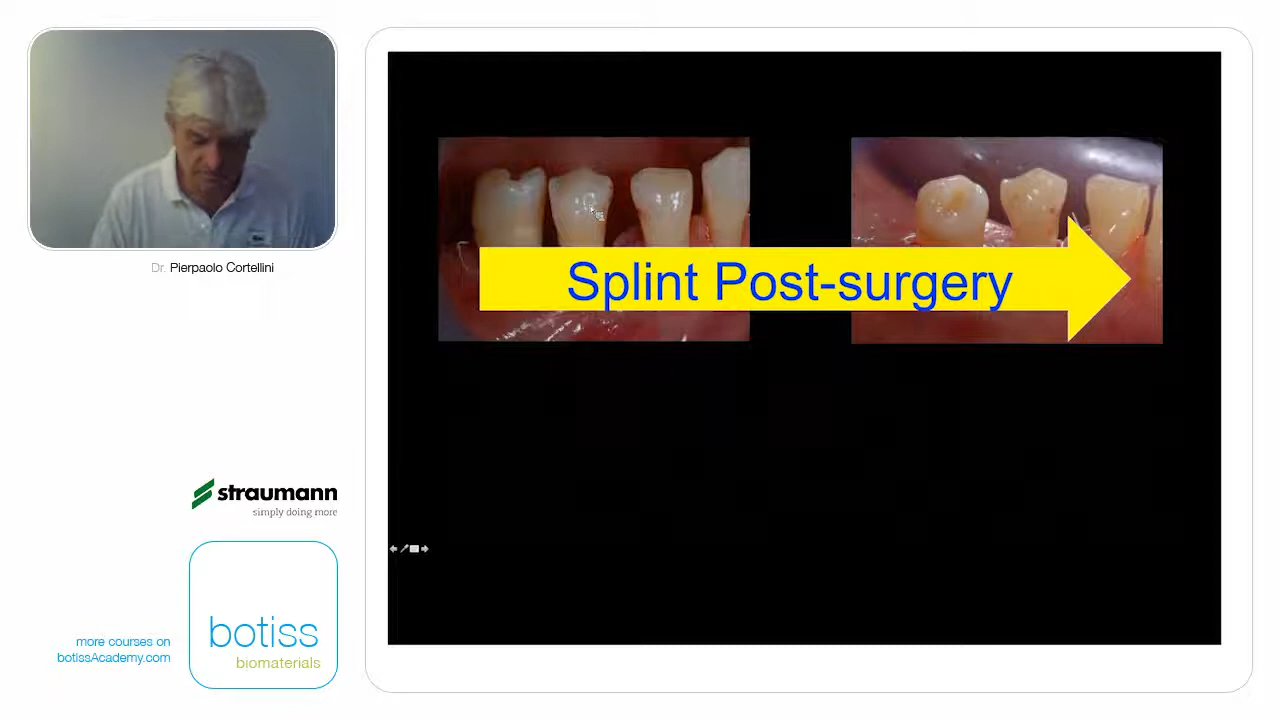 Dr. Pierpaolo Cortellini
Splint Post-surgery
straumann
simply doing more
botiss
biomaterials
more courses on
botissAcademy.com